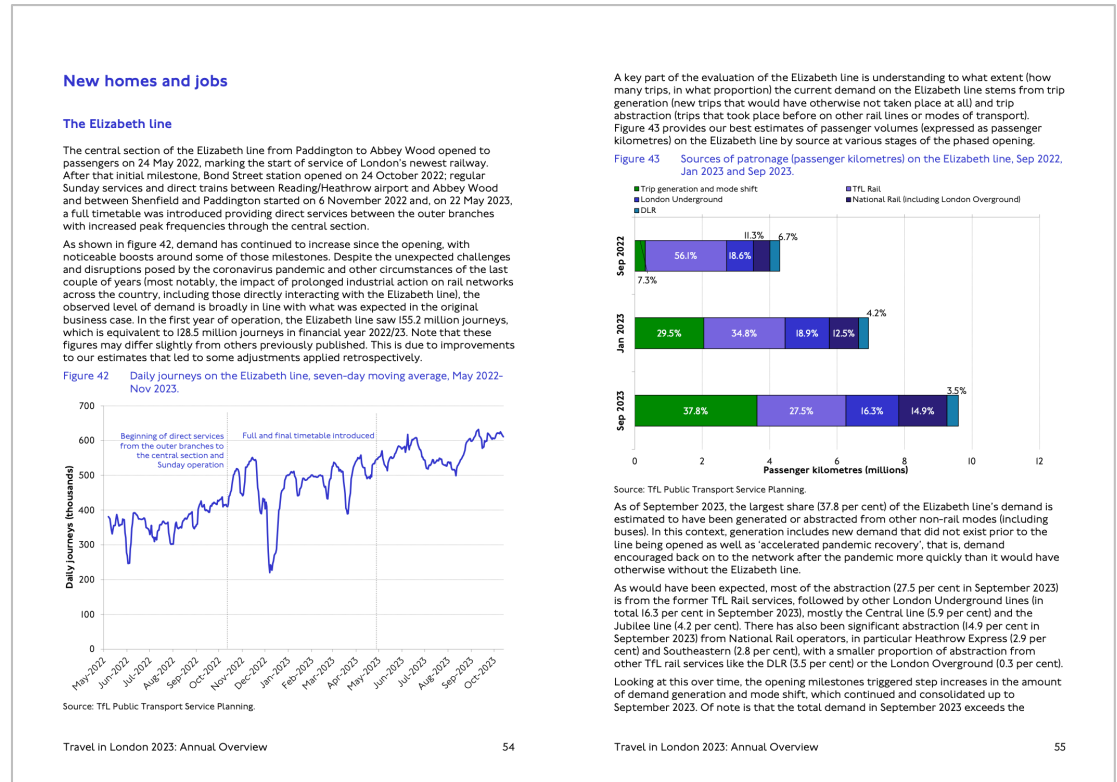 New homes and jobs
The Elizabeth line
The central section of the Elizabeth line from Paddington to Abbey Wood opened to
passengers on 24 May 2022, marking the start of service of London's newest railway.
After that initial milestone, Bond Street station opened on 24 October 2022; regular
Sunday services and direct trains between Reading/Heathrow airport and Abbey Wood
and between Shenfield and Paddington started on 6 November 2022 and, on 22 May 2023,
a full timetable was introduced providing direct services between the outer branches
with increased peak frequencies through the central section.
As shown in figure 42, demand has continued to increase since the opening, with
noticeable boosts around some of those milestones. Despite the unexpected challenges
and disruptions posed by the coronavirus pandemic and other circumstances of the last
couple of years (most notably, the impact of prolonged industrial action on rail networks
across the country, including those directly interacting with the Elizabeth line), the
observed level of demand is broadly in line with what was expected in the original
business case. In the first year of operation, the Elizabeth line saw 155.2 million journeys,
which is equivalent to 128.5 million journeys in financial year 2022/23. Note that these
figures may differ slightly from others previously published. This is due to improvements
to our estimates that led to some adjustments applied retrospectively.
Figure 42 Daily journeys on the Elizabeth line, seven-day moving average, May 2022-
Nov 2023.
700
600
500
400
300
200
100
0
Daily journeys (thousands)
Beginning of direct services
from the outer branches to
the central section and
Sunday operation
Full and final timetable introduced
May-2022
Jun-2022
Jul-2022
Aug-2022
Sep-2022
Oct-2022
Nov-2022
Dec-2022
Jan-2023
Feb-2023
Mar-2023
Apr-2023
May-2023
Jun-2023
Jul-2023
Aug-2023
Sep-2023
Oct-2023
Source: TfL Public Transport Service Planning.
Travel in London 2023: Annual Overview 54
A key part of the evaluation of the Elizabeth line is understanding to what extent (how
many trips, in what proportion) the current demand on the Elizabeth line stems from trip
generation (new trips that would have otherwise not taken place at all) and trip
abstraction (trips that took place before on other rail lines or modes of transport).
Figure 43 provides our best estimates of passenger volumes (expressed as passenger
kilometres) on the Elizabeth line by source at various stages of the phased opening.
Figure 43 Sources of patronage (passenger kilometres) on the Elizabeth line, Sep 2022,
Jan 2023 and Sep 2023.
Trip generation and mode shift TfL Rail
London Underground National Rail (including London Overground)
DLR
Sep 2022
7.3%
56.1%
18.6%
11.3%
6.7%
Jan 2023
29.5%
34.8%
18.9%
12.5%
4.2%
Sep 2023
37.8%
27.5%
16.3%
14.9%
3.5%
0 2 4 6 8 10 12
Passenger kilometres (millions)
Source: TfL Public Transport Service Planning.
As of September 2023, the largest share (37.8 per cent) of the Elizabeth line's demand is
estimated to have been generated or abstracted from other non-rail modes (including
buses). In this context, generation includes new demand that did not exist prior to the
line being opened as well as 'accelerated pandemic recovery', that is, demand
encouraged back on to the network after the pandemic more quickly than it would have
otherwise without the Elizabeth line.
As would have been expected, most of the abstraction (27.5 per cent in September 2023)
is from the former TfL Rail services, followed by other London Underground lines (in
total 16.3 per cent in September 2023), mostly the Central line (5.9 per cent) and the
Jubilee line (4.2 per cent). There has also been significant abstraction (14.9 per cent in
September 2023) from National Rail operators, in particular Heathrow Express (2.9 per
cent) and Southeastern (2.8 per cent), with a smaller proportion of abstraction from
other TfL rail services like the DLR (3.5 per cent) or the London Overground (0.3 per cent).
Looking at this over time, the opening milestones triggered step increases in the amount
of demand generation and mode shift, which continued and consolidated up to
September 2023. Of note is that the total demand in September 2023 exceeds the
Travel in London 2023: Annual Overview 55